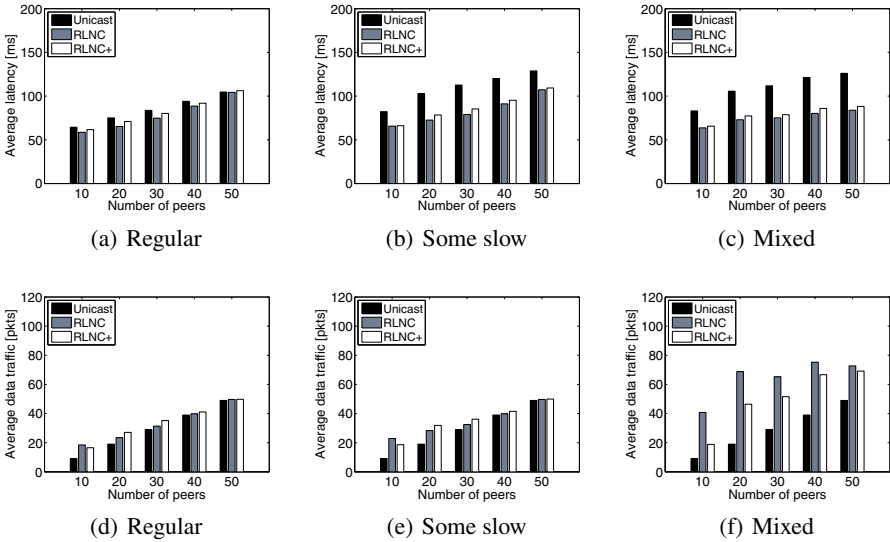 200
150
100
50
0
Average latency [ms]
Unicast
RLNC
RLNC+
10 20 30 40 50
Number of peers
(a) Regular
200
150
100
50
0
Average latency [ms]
Unicast
RLNC
RLNC+
10 20 30 40 50
Number of peers
(b) Some slow
200
150
100
50
0
Average latency [ms]
Unicast
RLNC
RLNC+
10 20 30 40 50
Number of peers
(c) Mixed
120
100
80
60
40
20
0
Average data traffic [pkts]
Unicast
RLNC
RLNC+
10 20 30 40 50
Number of peers
(d) Regular
120
100
80
60
40
20
0
Average data traffic [pkts]
Unicast
RLNC
RLNC+
10 20 30 40 50
Number of peers
(e) Some slow
120
100
80
60
40
20
0
Average data traffic [pkts]
Unicast
RLNC
RLNC+
10 20 30 40 50
Number of peers
(f) Mixed